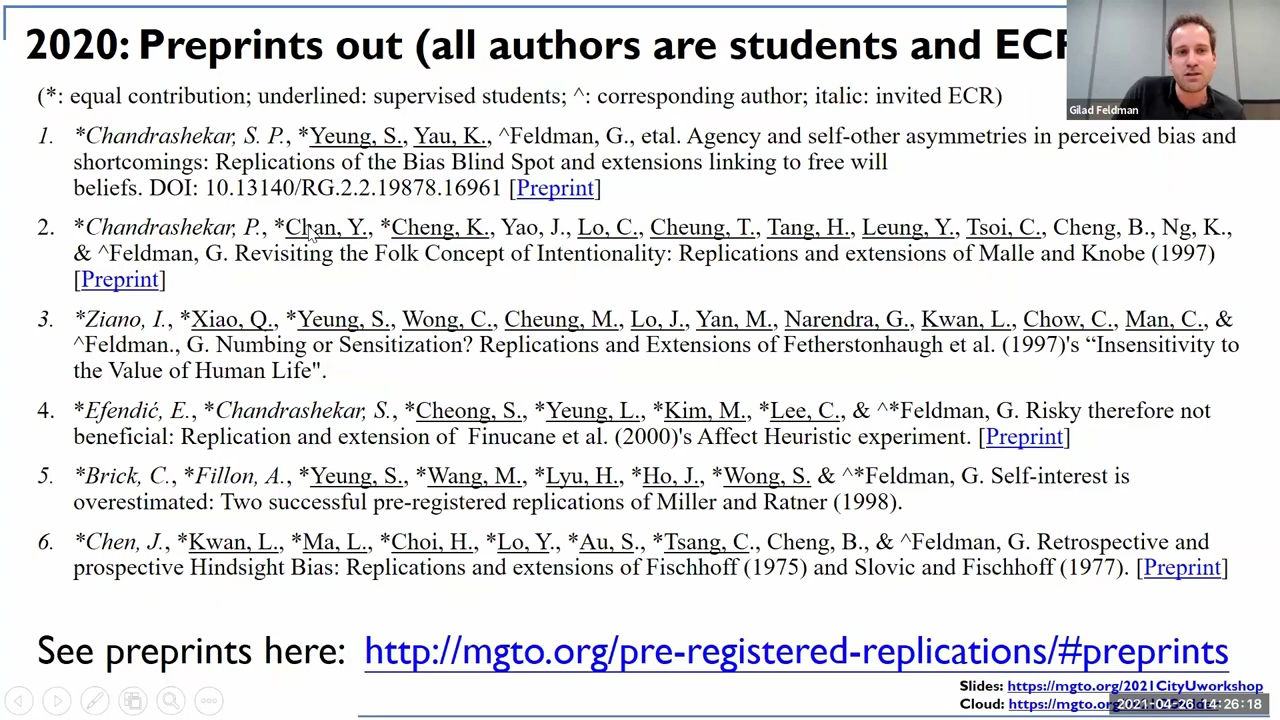 2020: Preprints out (all authors are students and ECR
Gilad Feldman
(*: equal contribution; underlined: supervised students; ^: corresponding author; italic: invited ECR)
1. *Chandrashekar, S. P., *Yeung, S., Yau, K., ^Feldman, G., etal. Agency and self-other asymmetries in perceived bias and
shortcomings: Replications of the Bias Blind Spot and extensions linking to free will
beliefs. DOI: 10.13140/RG.2.2.19878.16961 [Preprint]
2. *Chandrashekar, P., *Chan, Y., *Cheng, K., Yao, J., Lo, C., Cheung, T., Tang, H., Leung, Y., Tsoi, C., Cheng, B., Ng, K.,
& ^Feldman, G. Revisiting the Folk Concept of Intentionality: Replications and extensions of Malle and Knobe (1997)
[Preprint]
3. *Ziano, I., *Xiao, Q., *Yeung, S., Wong, C., Cheung, M., Lo, J., Yan, M., Narendra, G., Kwan, L., Chow, C., Man, C., &
^Feldman., G. Numbing or Sensitization? Replications and Extensions of Fetherstonhaugh et al. (1997)'s “Insensitivity to
the Value of Human Life".
4. *Efendić, E., *Chandrashekar, S., *Cheong, S., *Yeung, L., *Kim, M., *Lee, C., & ^*Feldman, G. Risky therefore not
beneficial: Replication and extension of Finucane et al. (2000)'s Affect Heuristic experiment. [Preprint]
5. *Brick, C., *Fillon, A., *Yeung, S., *Wang, M., *Lyu, H., *Ho, J., *Wong, S. & ^*Feldman, G. Self-interest is
overestimated: Two successful pre-registered replications of Miller and Ratner (1998).
6. *Chen, J., *Kwan, L., *Ma, L., *Choi, H., *Lo, Y., *Au, S., *Tsang, C., Cheng, B., & ^Feldman, G. Retrospective and
prospective Hindsight Bias: Replications and extensions of Fischhoff (1975) and Slovic and Fischhoff (1977). [Preprint]
See preprints here: http://mgto.org/pre-registered-replications/#preprints
Slides: https://mgto.org/2021CityUworkshop
Cloud: https://mgto.org/
2021-04-26 14:26:18